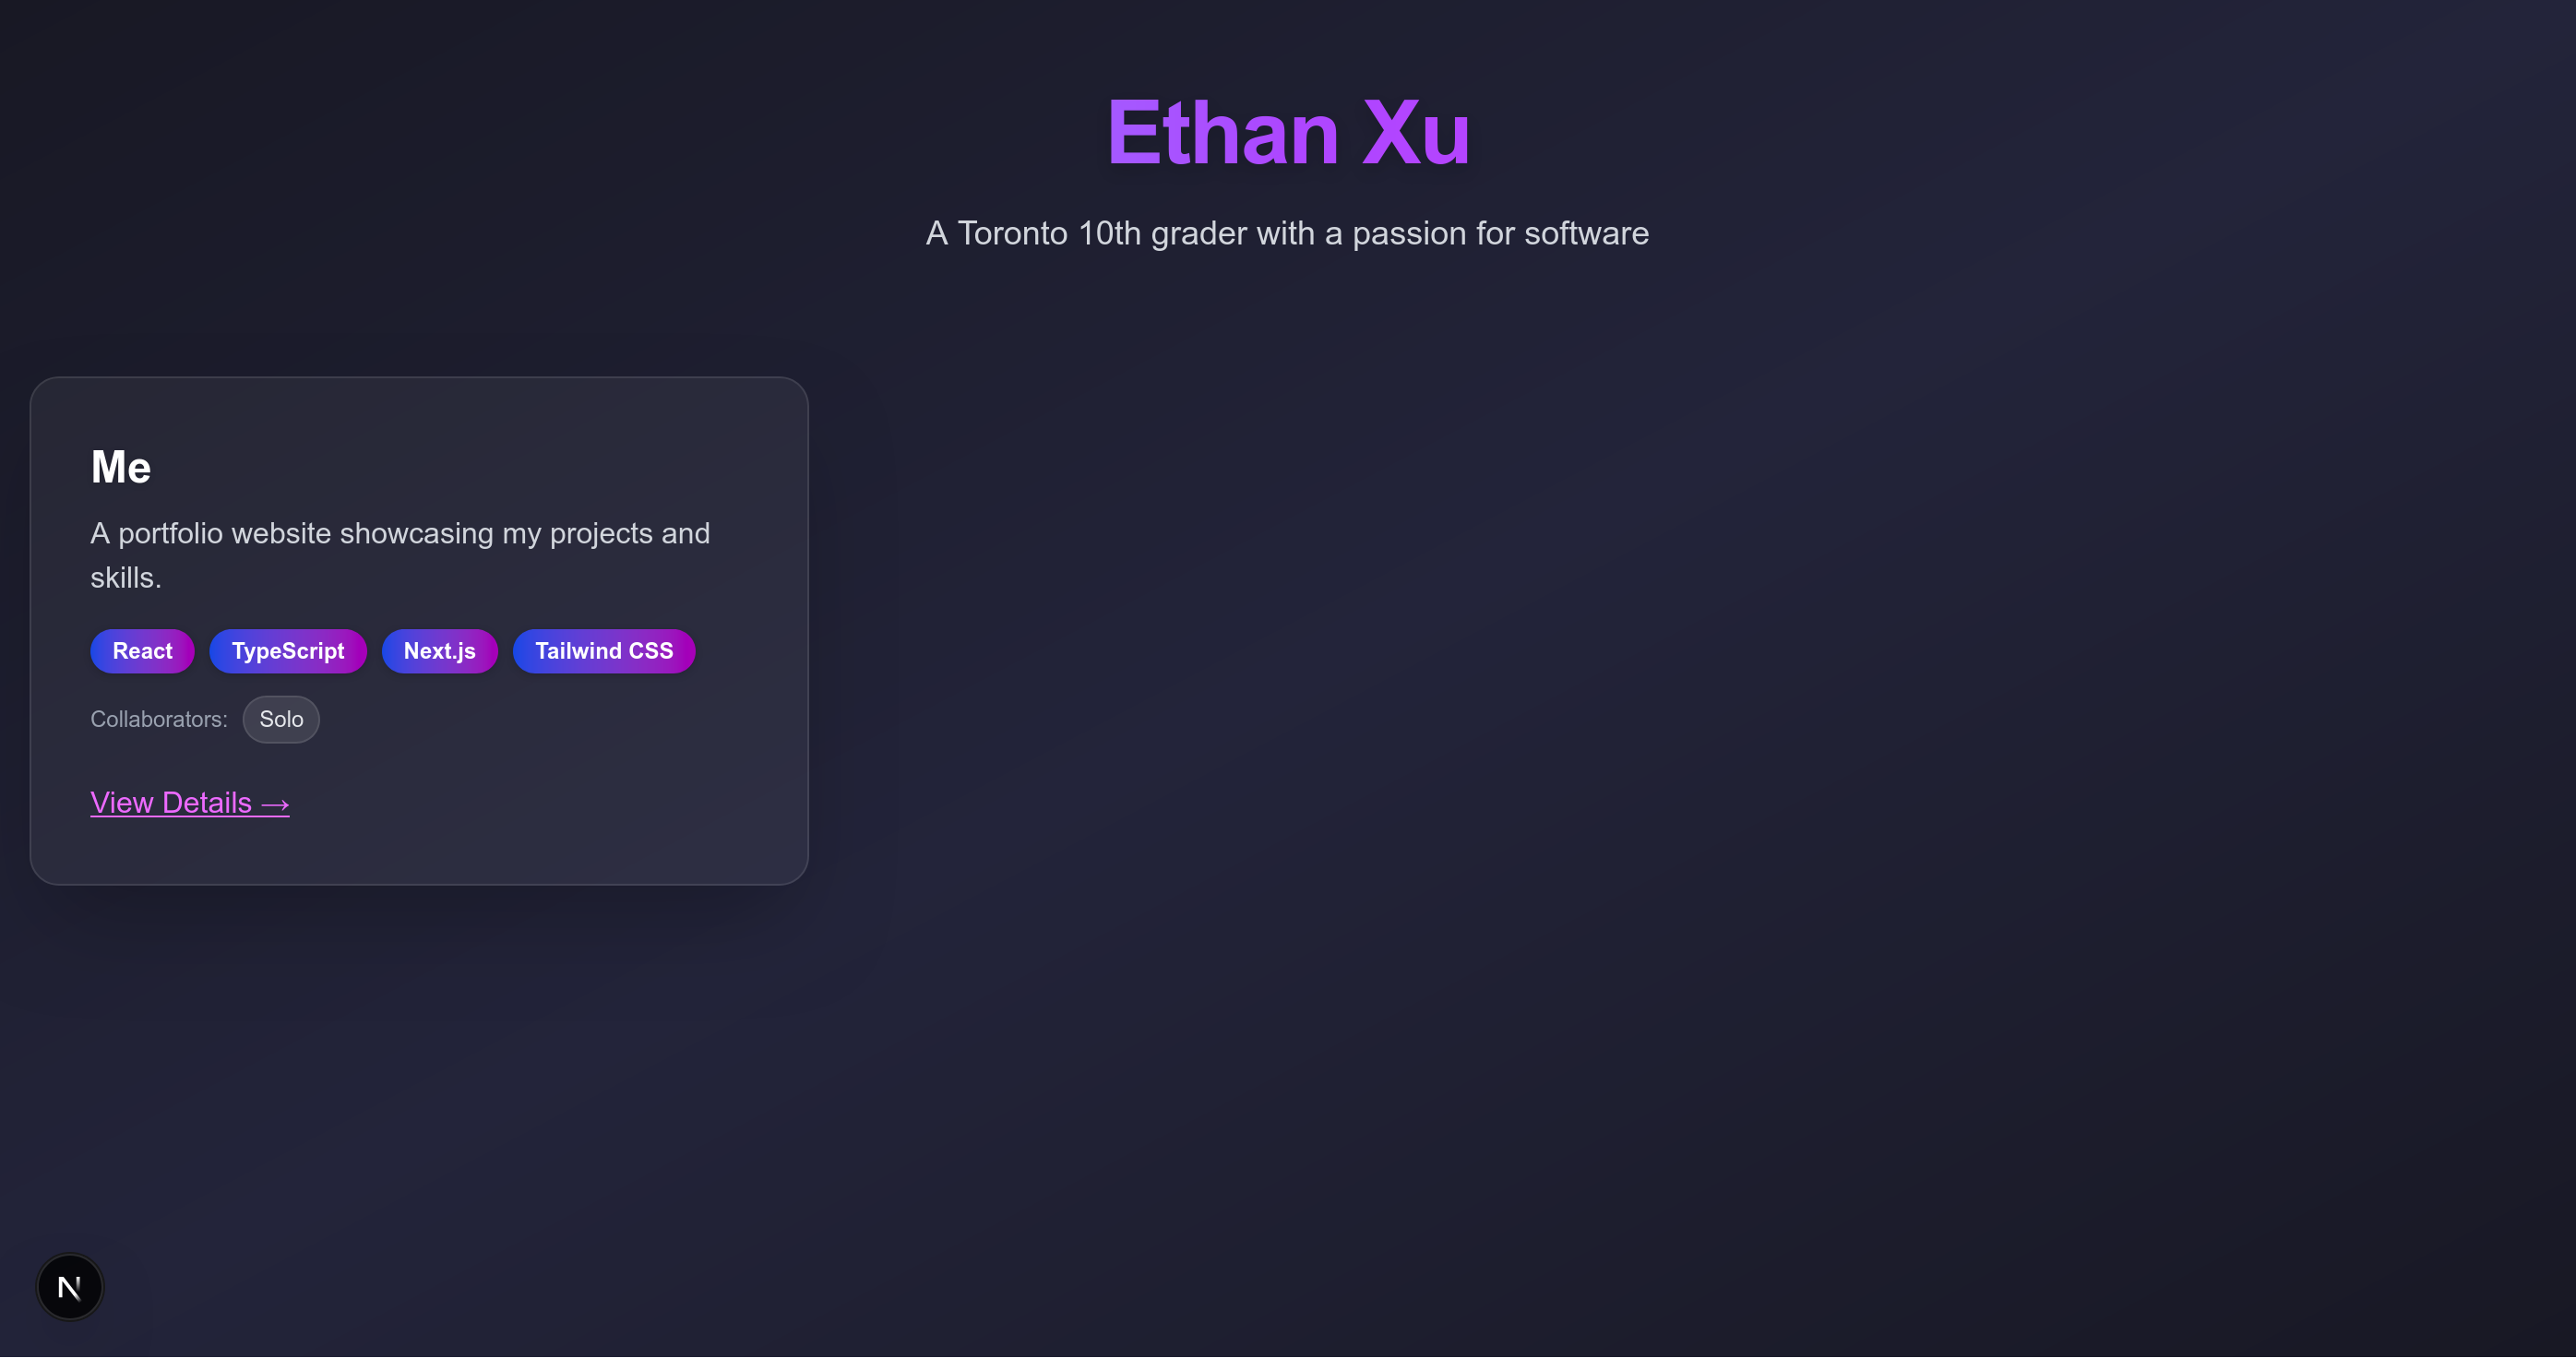 Ethan Xu
A Toronto 10th grader with a passion for software
Me
A portfolio website showcasing my projects and
skills.
React TypeScript Next.js Tailwind CSS
Collaborators: Solo
View Details →
N